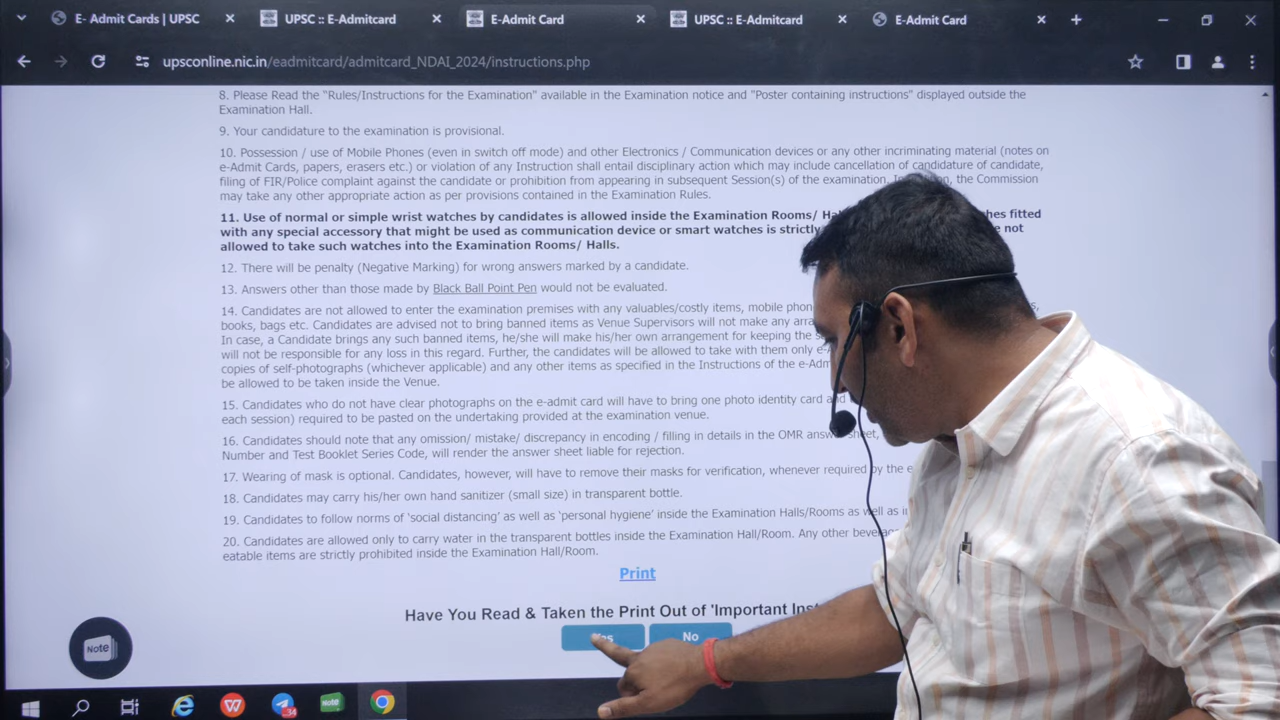 E- Admit Cards | UPSC
UPSC :: E-Admitcard
E-Admit Card
UPSC :: E-Admitcard
E-Admit Card
upsconline.nic.in/eadmitcard/admitcard_NDAI_2024/instructions.php
8. Please Read the "Rules/Instructions for the Examination" available in the Examination notice and "Poster containing instructions" displayed outside the
Examination Hall.
9. Your candidature to the examination is provisional.
10. Possession / use of Mobile Phones (even in switch off mode) and other Electronics / Communication devices or any other incriminating material (notes on
e-Admit Cards, papers, erasers etc.) or violation of any Instruction shall entail disciplinary action which may include cancellation of candidature of candidate,
filing of FIR/Police complaint against the candidate or prohibition from appearing in subsequent Session(s) of the examination. the Commission
may take any other appropriate action as per provisions contained in the Examination Rules.
11. Use of normal or simple wrist watches by candidates is allowed inside the Examination Rooms/ fitted
with any special accessory that might be used as communication device or smart watches is strictly not
allowed to take such watches into the Examination Rooms/ Halls.
12. There will be penalty (Negative Marking) for wrong answers marked by a candidate.
13. Answers other than those made by Black Ball Point Pen would not be evaluated.
14. Candidates are not allowed to enter the examination premises with any valuables/costly items, mobile
books, bags etc. Candidates are advised not to bring banned items as Venue Supervisors will not make any
In case, a Candidate brings any such banned items, he/she will make his/her own arrangement for keeping the
will not be responsible for any loss in this regard. Further, the candidates will be allowed to take with them only
copies of self-photographs (whichever applicable) and any other items as specified in the Instructions of the
be allowed to be taken inside the Venue.
15. Candidates who do not have clear photographs on the e-admit card will have to bring one photo identity card and
each session) required to be pasted on the undertaking provided at the examination venue.
16. Candidates should note that any omission/ mistake/ discrepancy in encoding / filling in details in the OMR answer sheet,
Number and Test Booklet Series Code, will render the answer sheet liable for rejection.
17. Wearing of mask is optional. Candidates, however, will have to remove their masks for verification, whenever required by the
18. Candidates may carry his/her own hand sanitizer (small size) in transparent bottle.
19. Candidates to follow norms of 'social distancing' as well as 'personal hygiene' inside the Examination Halls/Rooms as well as
20. Candidates are allowed only to carry water in the transparent bottles inside the Examination Hall/Room. Any other
eatable items are strictly prohibited inside the Examination Hall/Room.
Print
Have You Read & Taken the Print Out of 'Important
No
Note
Note
34